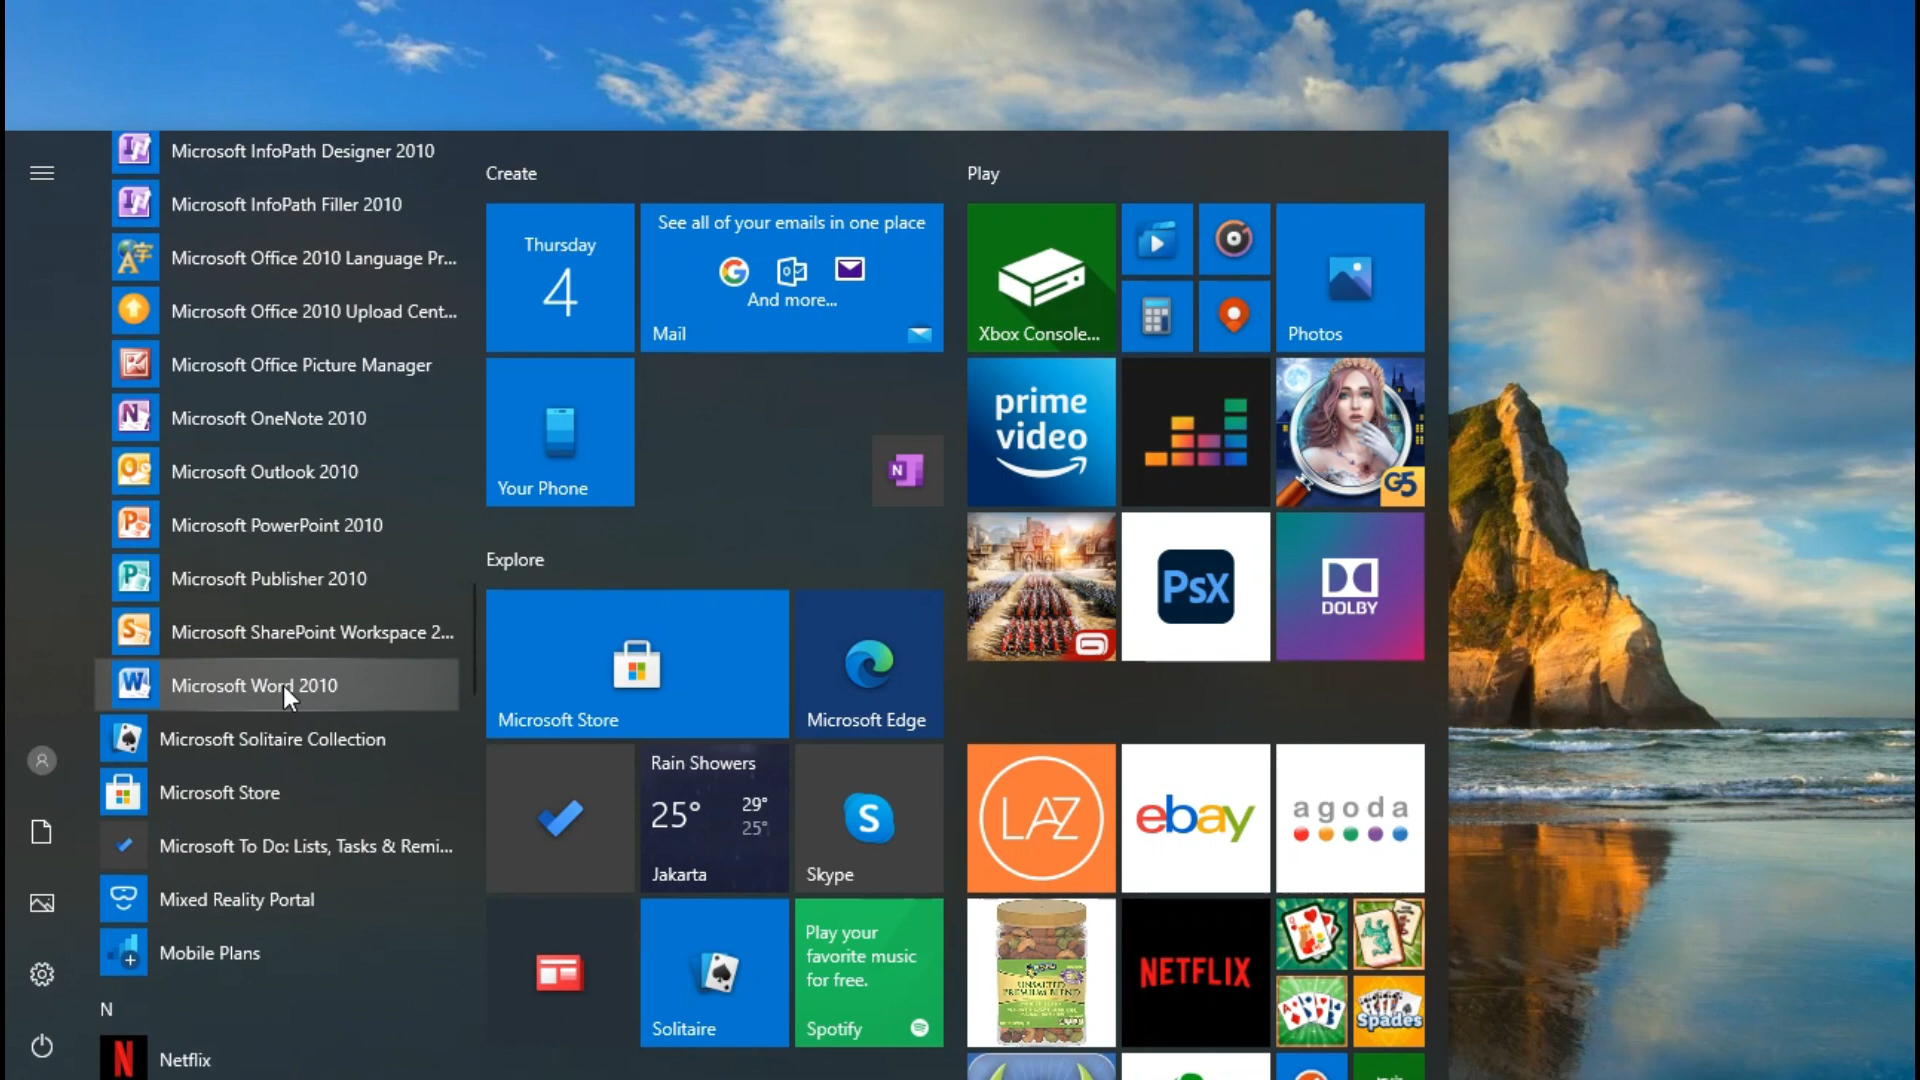 Microsoft InfoPath Designer 2010
Microsoft InfoPath Filler 2010
Microsoft Office 2010 Language Pr...
Microsoft Office 2010 Upload Cent...
Microsoft Office Picture Manager
Microsoft OneNote 2010
Microsoft Outlook 2010
Microsoft PowerPoint 2010
Microsoft Publisher 2010
Microsoft SharePoint Workspace 2...
Microsoft Word 2010
Microsoft Solitaire Collection
Microsoft Store
Microsoft To Do: Lists, Tasks & Remi...
Mixed Reality Portal
Mobile Plans
N
Netflix
Create
Thursday
4
See all of your emails in one place
And more...
Mail
Your Phone
N
Explore
Microsoft Store
Microsoft Edge
Rain Showers
25°
29°
25°
Jakarta
S
Skype
Solitaire
Play your
favorite music
for free.
Spotify
Play
Xbox Console...
Photos
prime
video
G5
PsX
DOLBY
LAZ
ebay
agoda
UNSALTED
PREMIUM BLEND
NETFLIX
Spades